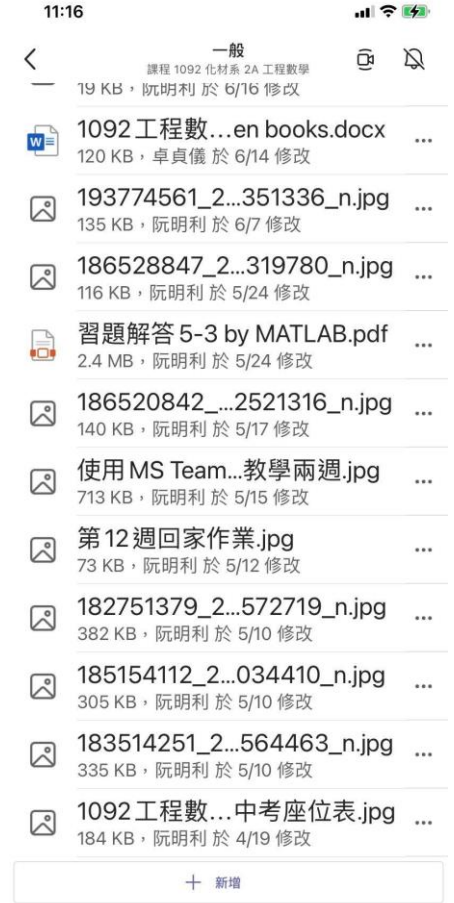 11:16
一般
課程 1092 化材系 2A 工程數學
19 KB，阮明利 於 6/16 修改
1092工程數...en books.docx
120 KB，卓貞儀 於 6/14 修改
193774561_2...351336_n.jpg
135 KB，阮明利 於 6/7 修改
186528847_2...319780_n.jpg
116 KB，阮明利 於 5/24 修改
習題解答 5-3 by MATLAB.pdf
2.4 MB，阮明利 於 5/24 修改
186520842_...2521316_n.jpg
140 KB，阮明利 於 5/17 修改
使用 MS Team...教學兩週.jpg
713 KB，阮明利 於 5/15 修改
第12週回家作業.jpg
73 KB，阮明利 於 5/12 修改
182751379_2...572719_n.jpg
382 KB，阮明利 於 5/10 修改
185154112_2...034410_n.jpg
305 KB，阮明利 於 5/10 修改
183514251_2...564463_n.jpg
335 KB，阮明利 於 5/10 修改
1092工程數...中考座位表.jpg
184 KB，阮明利 於 4/19 修改
新增